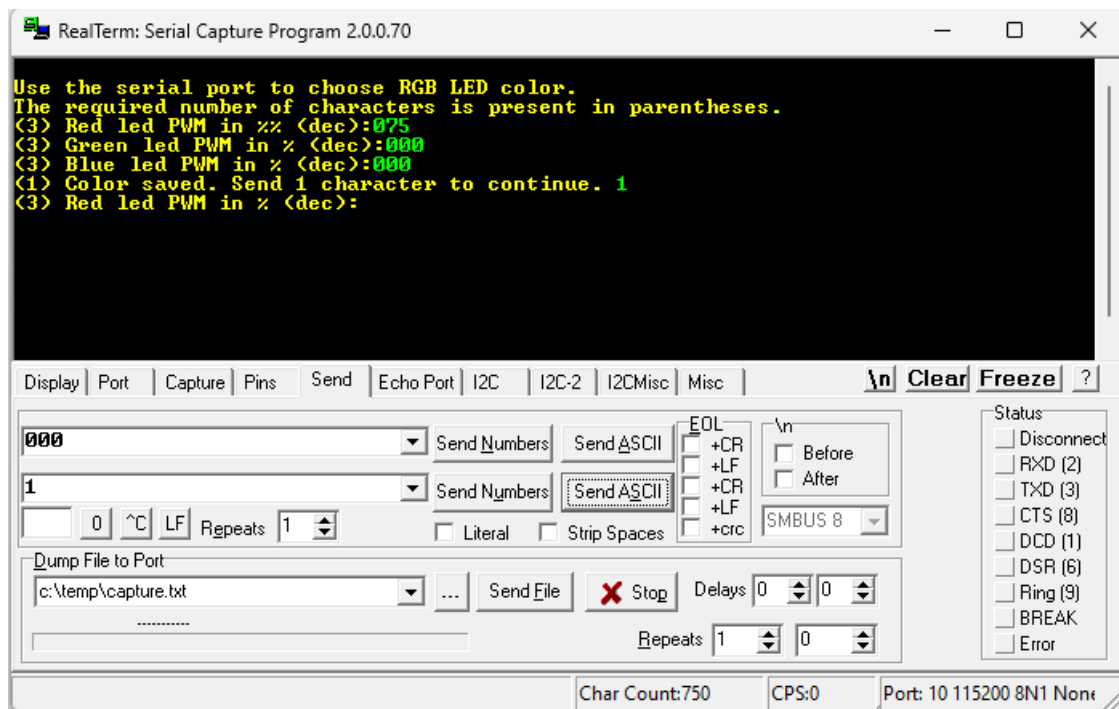 RealTerm: Serial Capture Program 2.0.0.70
Use the serial port to choose RGB LED color.
The required number of characters is present in parentheses.
(3) Red led PWM in %% (dec):075
(3) Green led PWM in % (dec):000
(3) Blue led PWM in % (dec):000
(1) Color saved. Send 1 character to continue. 1
(3) Red led PWM in % (dec):
Display Port Capture Pins Send Echo Port I2C I2C-2 I2CMisc Misc \n Clear Freeze ?
000 Send Numbers Send ASCII
1 Send Numbers Send ASCII
0 ^C LF Repeats 1
Literal Strip Spaces
EOL
+CR
+LF
+CR
+LF
+crc
\n
Before
After
SMBUS 8
Dump File to Port
c:\temp\capture.txt ... Send File Stop Delays 0 0
-----------
Repeats 1 0
Status
Disconnect
RXD (2)
TXD (3)
CTS (8)
DCD (1)
DSR (6)
Ring (9)
BREAK
Error
Char Count:750 CPS:0 Port: 10 115200 8N1 None